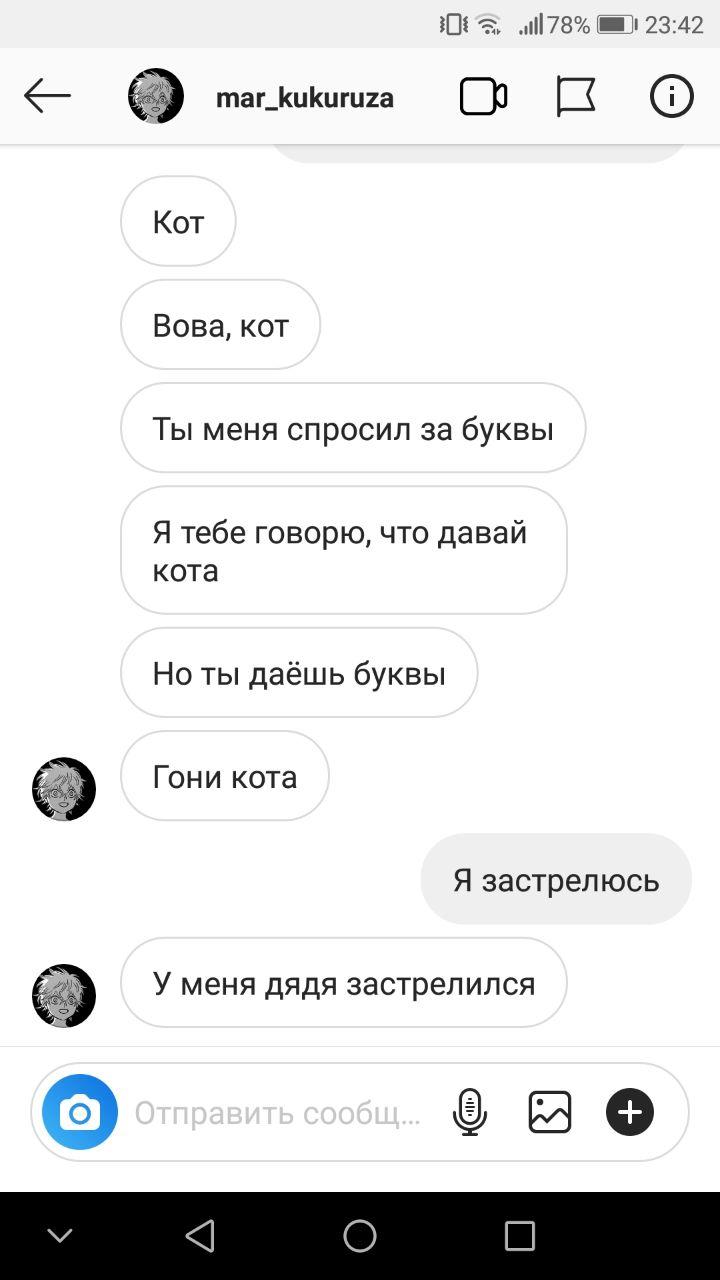 78% 23:42
mar_kukuruza
Кот
Вова, кот
Ты меня спросил за буквы
Я тебе говорю, что давай
кота
Но ты даёшь буквы
Гони кота
Я застрелюсь
У меня дядя застрелился
Отправить сообщ...